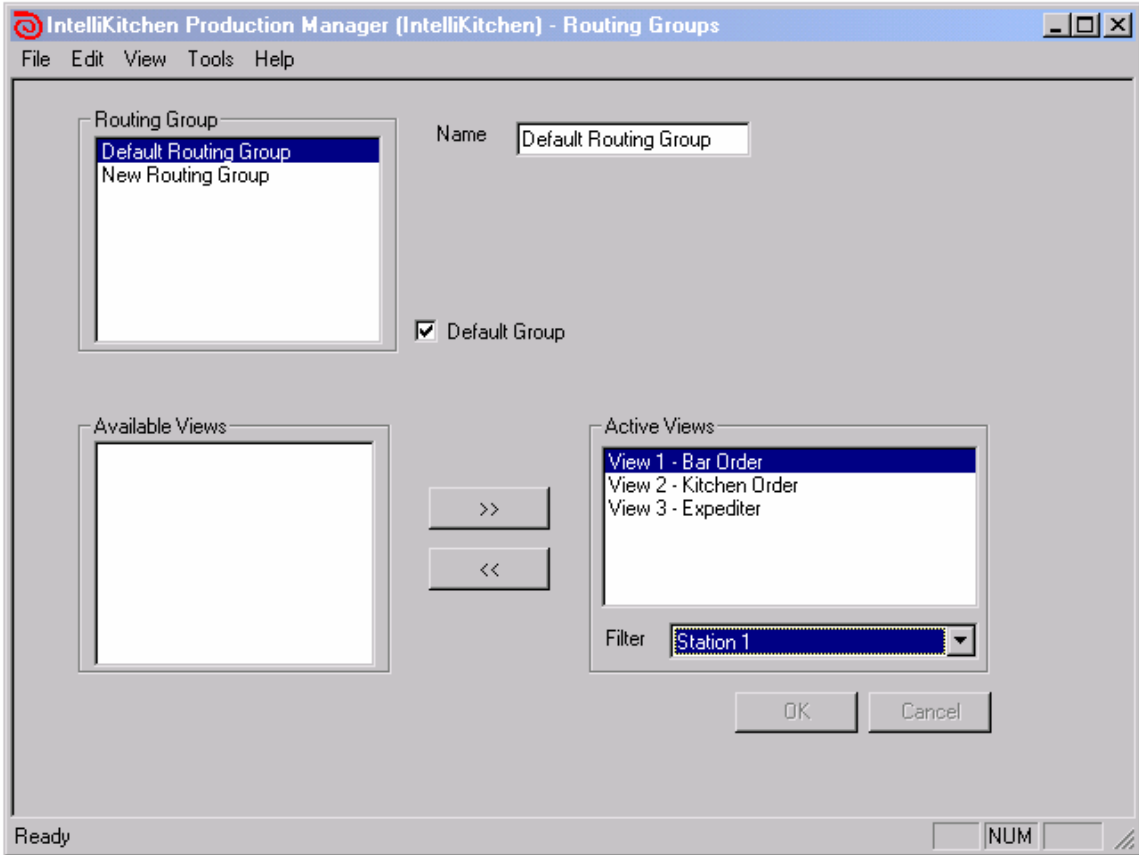 IntelliKitchen Production Manager (IntelliKitchen) - Routing Groups
File Edit View Tools Help
Routing Group
Default Routing Group
New Routing Group
Name Default Routing Group
Default Group
Available Views
>>
<<
Active Views
View 1 - Bar Order
View 2 - Kitchen Order
View 3 - Expediter
Filter Station 1
OK Cancel
Ready NUM